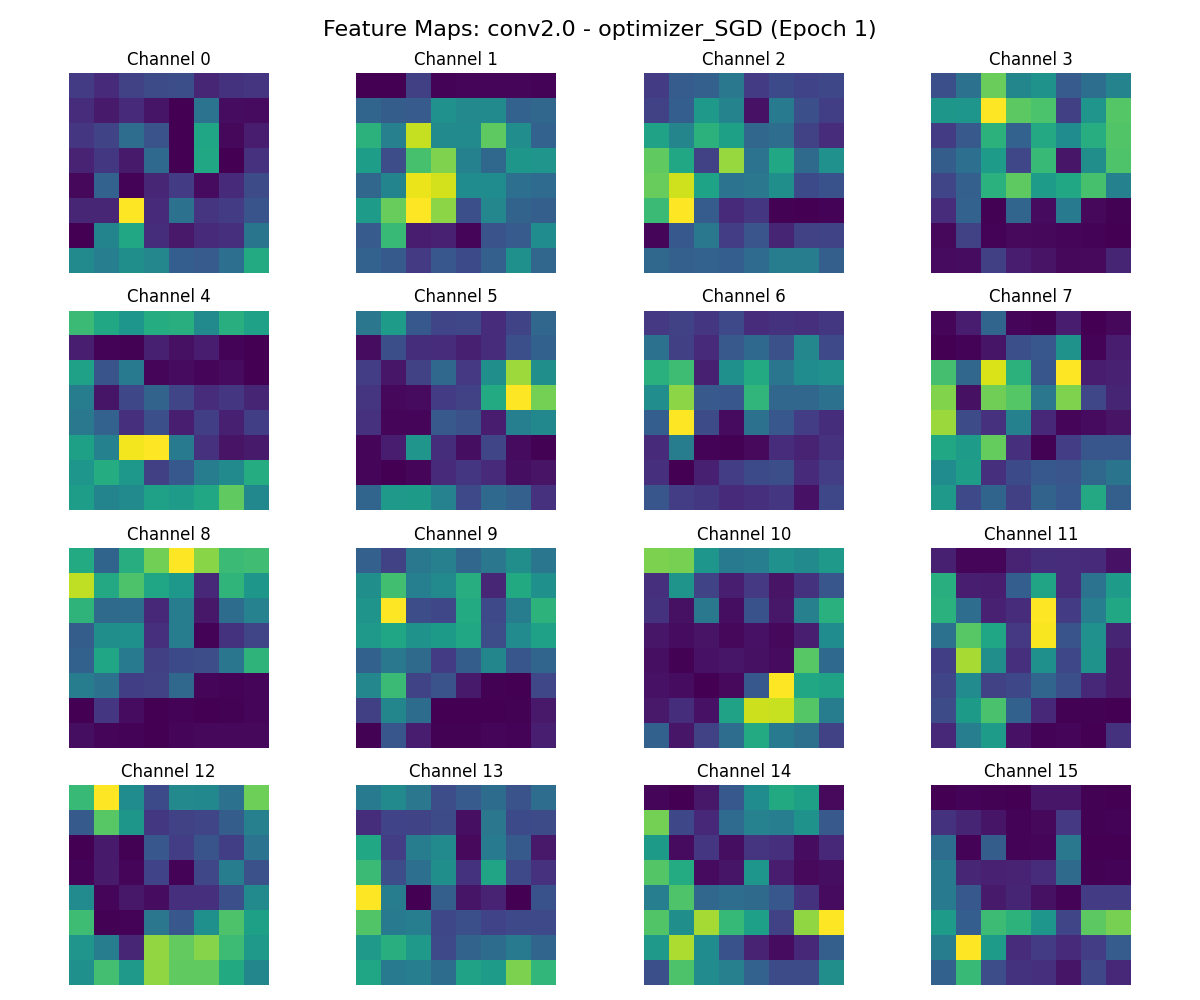 Feature Maps: conv2.0 - optimizer_SGD (Epoch 1)
Channel 0
Channel 1
Channel 2
Channel 3
Channel 4
Channel 5
Channel 6
Channel 7
Channel 8
Channel 9
Channel 10
Channel 11
Channel 12
Channel 13
Channel 14
Channel 15